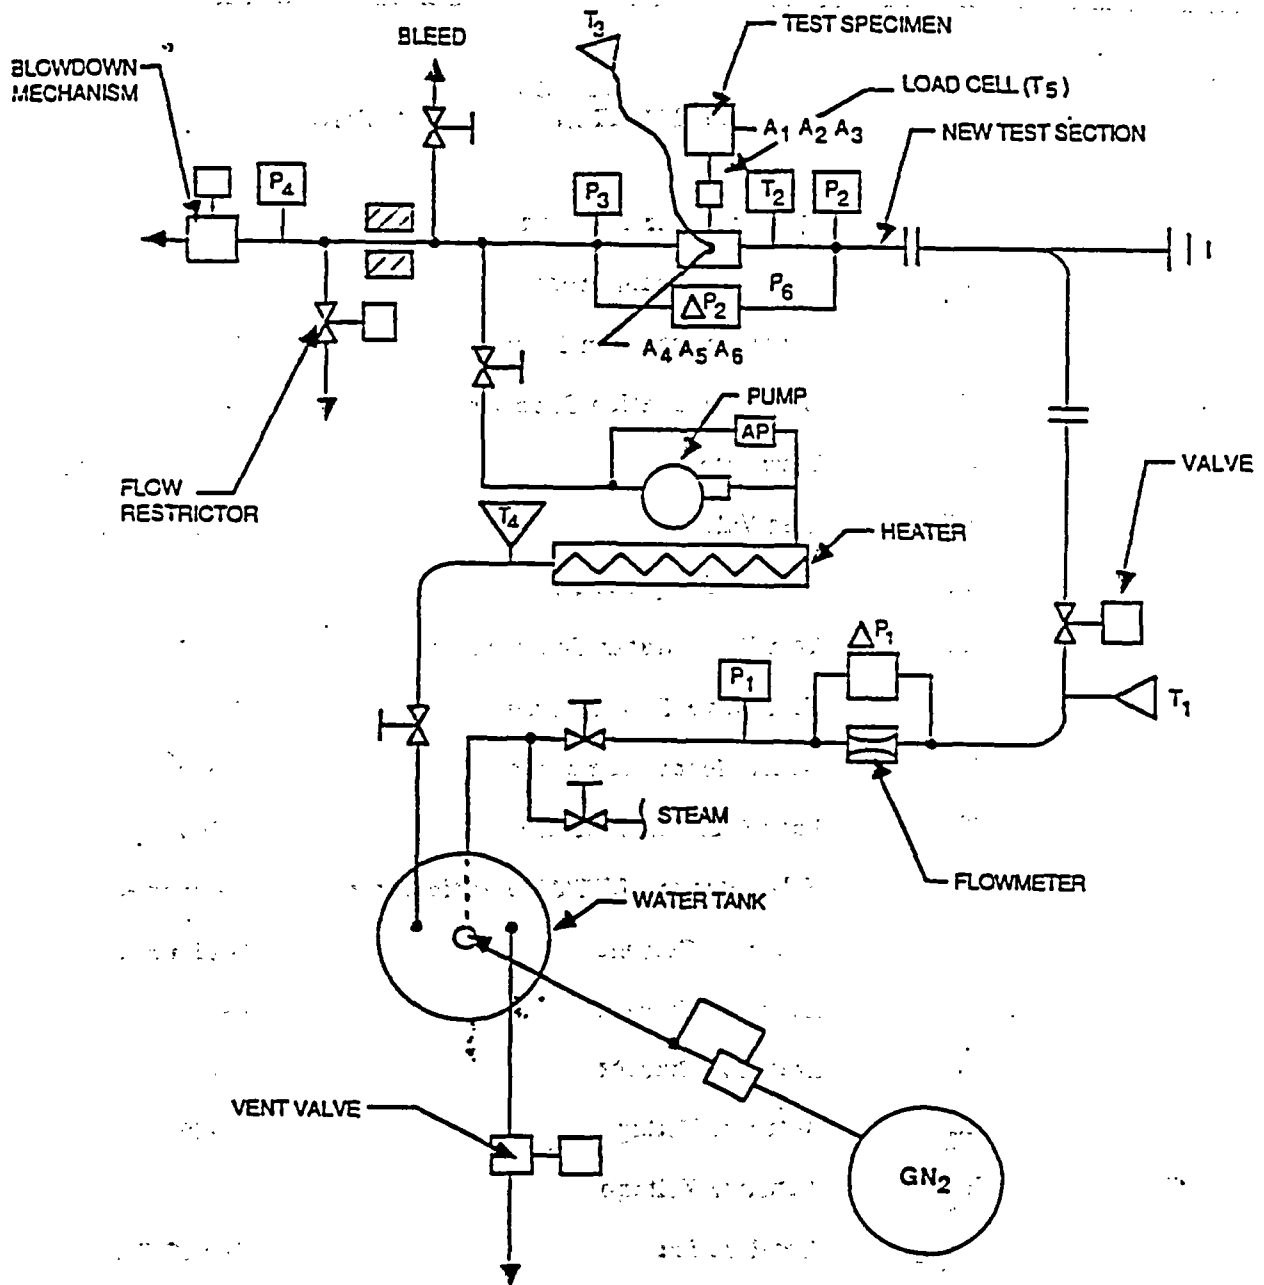 T3
TEST SPECIMEN
BLEED
BLOWDOWN
MECHANISM
LOAD CELL (T5)
A1 A2 A3
NEW TEST SECTION
P4
P3
T2
P2
P6
ΔP2
A4 A5 A6
PUMP
AP
VALVE
FLOW
RESTRICTOR
T4
HEATER
ΔP1
P1
T1
STEAM
FLOWMETER
WATER TANK
VENT VALVE
GN2